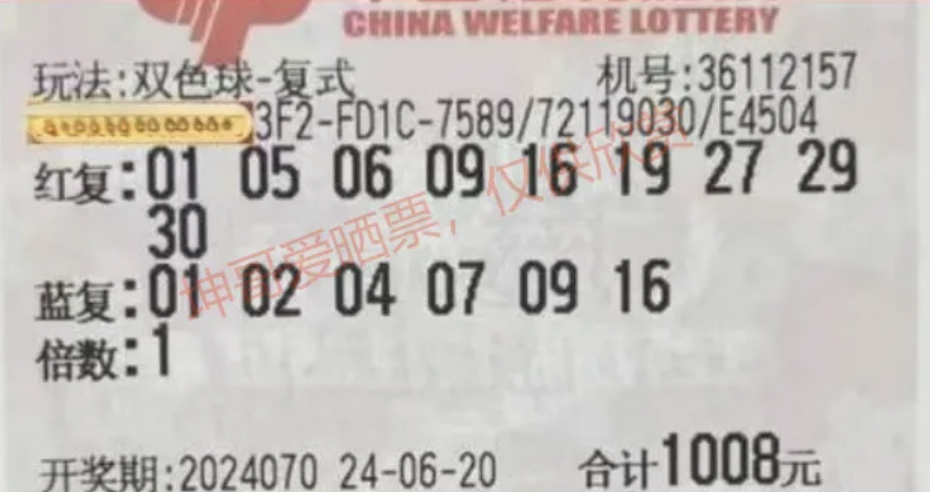 CHINA WELFARE LOTTERY
玩法:双色球-复式 机号:36112157
3F2-FD1C-7589/72119030/E4504
红复:01 05 06 09 16 19 27 29
30
蓝复:01 02 04 07 09 16
倍数:1
开奖期:2024070 24-06-20 合计1008元
坤哥爱晒票，仅供欣赏